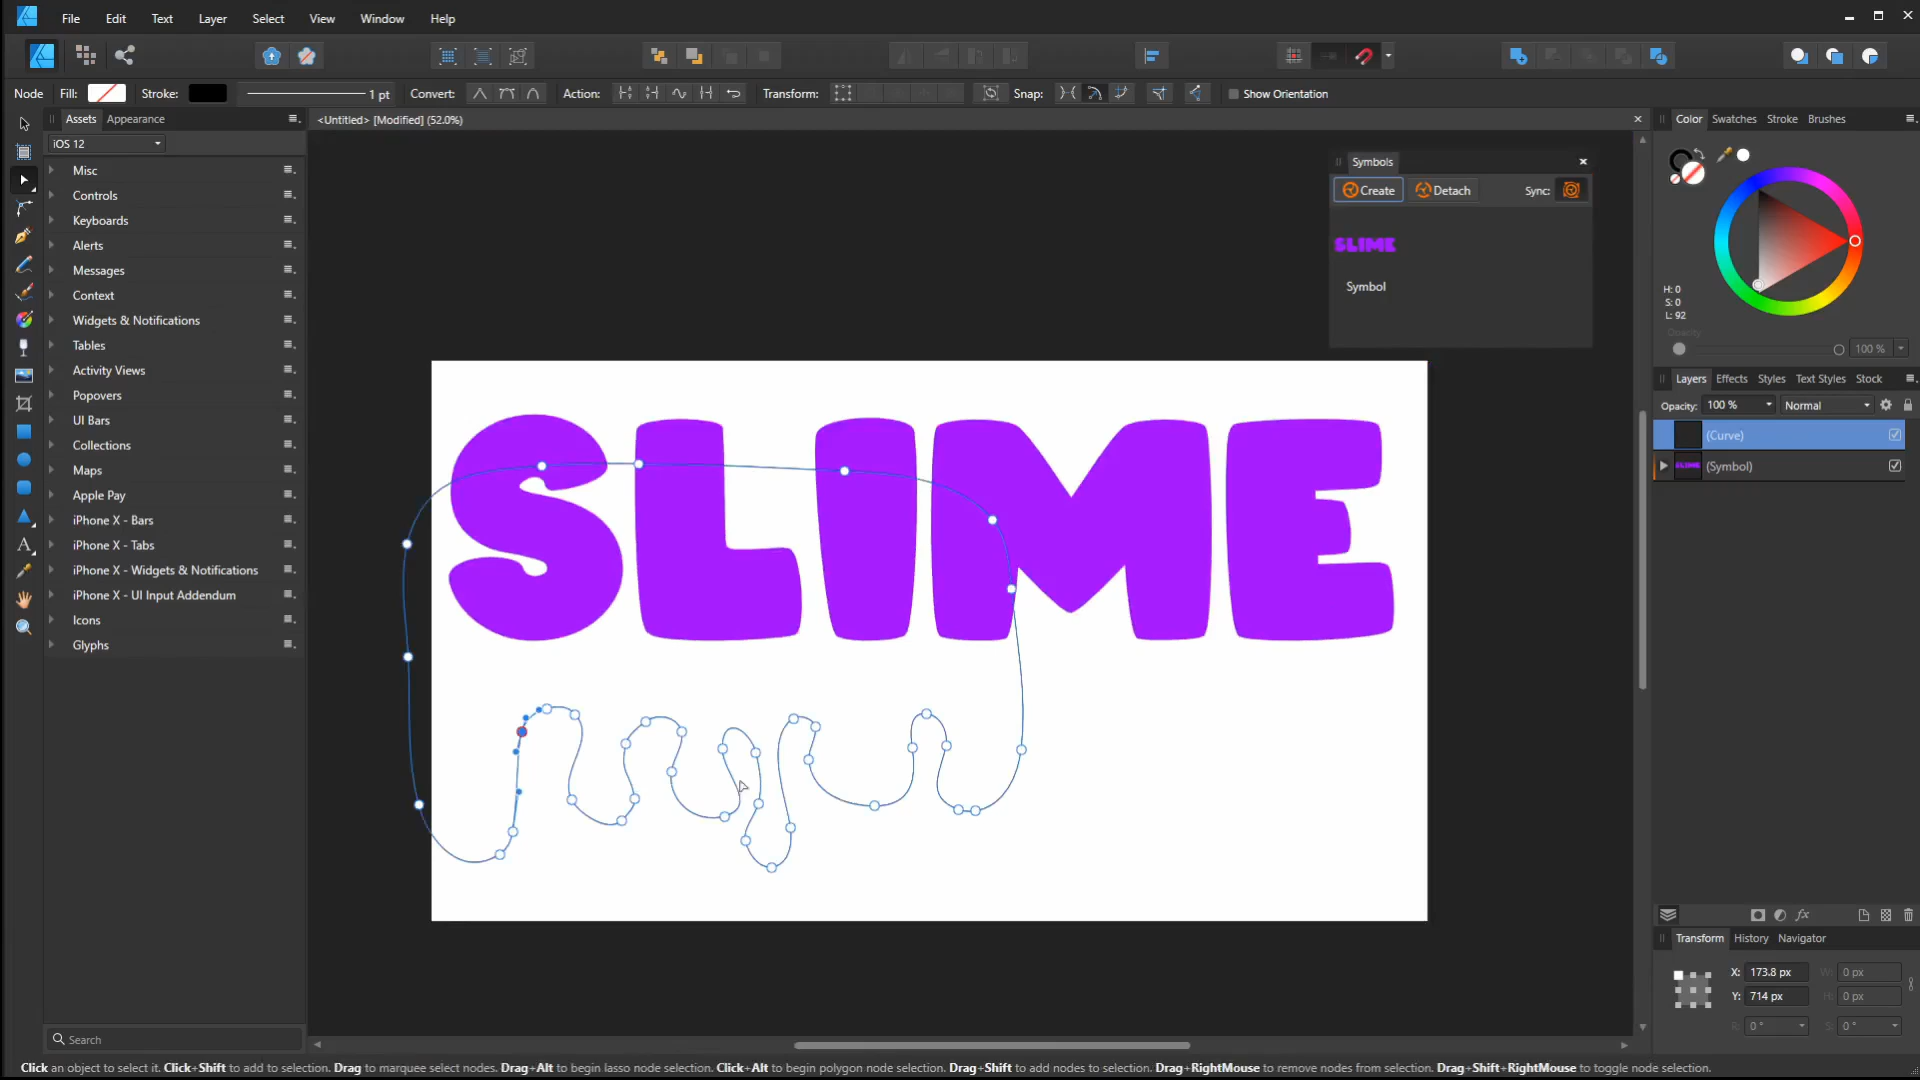 File Edit Text Layer Select View Window Help
Node Fill: Stroke: 1 pt Convert: Action: Transform: Snap: Show Orientation
Assets Appearance
<Untitled> [Modified] (52.0%)
iOS 12
Misc
Controls
Keyboards
Alerts
Messages
Context
Widgets & Notifications
Tables
Activity Views
Popovers
UI Bars
Collections
Maps
Apple Pay
iPhone X - Bars
iPhone X - Tabs
iPhone X - Widgets & Notifications
iPhone X - UI Input Addendum
Icons
Glyphs
Search
SLIME
Symbols
Create Detach Sync:
SLIME
Symbol
Color Swatches Stroke Brushes
H: 0
S: 0
L: 92
Opacity
100 %
Layers Effects Styles Text Styles Stock
Opacity: 100 % Normal
(Curve)
SLIME (Symbol)
fx
Transform History Navigator
X: 173.8 px W: 0 px
Y: 714 px H: 0 px
R: 0 ° S: 0 °
Click an object to select it. Click+Shift to add to selection. Drag to marquee select nodes. Drag+Alt to begin lasso node selection. Click+Alt to begin polygon node selection. Drag+Shift to add nodes to selection. Drag+RightMouse to remove nodes from selection. Drag+Shift+RightMouse to toggle node selection.